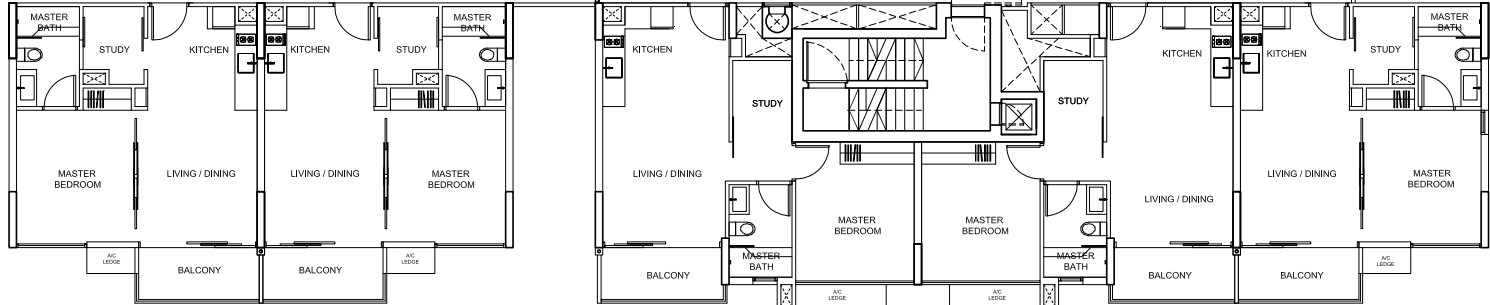 MASTER
BATH
STUDY
KITCHEN
MASTER
BEDROOM
LIVING / DINING
A/C
LEDGE
BALCONY
KITCHEN
STUDY
MASTER
BATH
LIVING / DINING
MASTER
BEDROOM
BALCONY
A/C
LEDGE
KITCHEN
STUDY
LIVING / DINING
MASTER
BEDROOM
MASTER
BATH
BALCONY
A/C
LEDGE
STUDY
KITCHEN
LIVING / DINING
MASTER
BEDROOM
MASTER
BATH
BALCONY
A/C
LEDGE
KITCHEN
STUDY
MASTER
BATH
LIVING / DINING
MASTER
BEDROOM
BALCONY
A/C
LEDGE